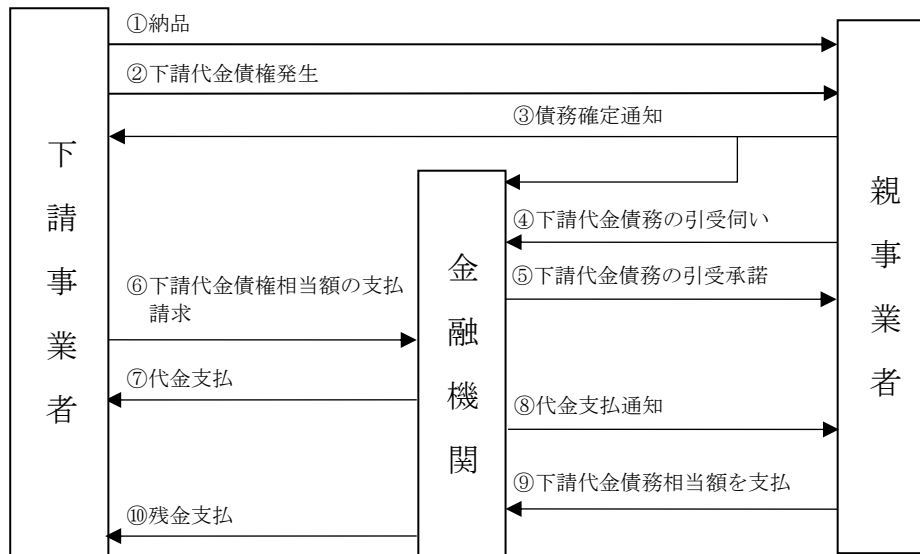 ①納品
②下請代金債権発生
③債務確定通知
下請事業者
金融機関
親事業者
④下請代金債務の引受伺い
⑤下請代金債務の引受承諾
⑥下請代金債権相当額の支払
請求
⑦代金支払
⑧代金支払通知
⑨下請代金債務相当額を支払
⑩残金支払